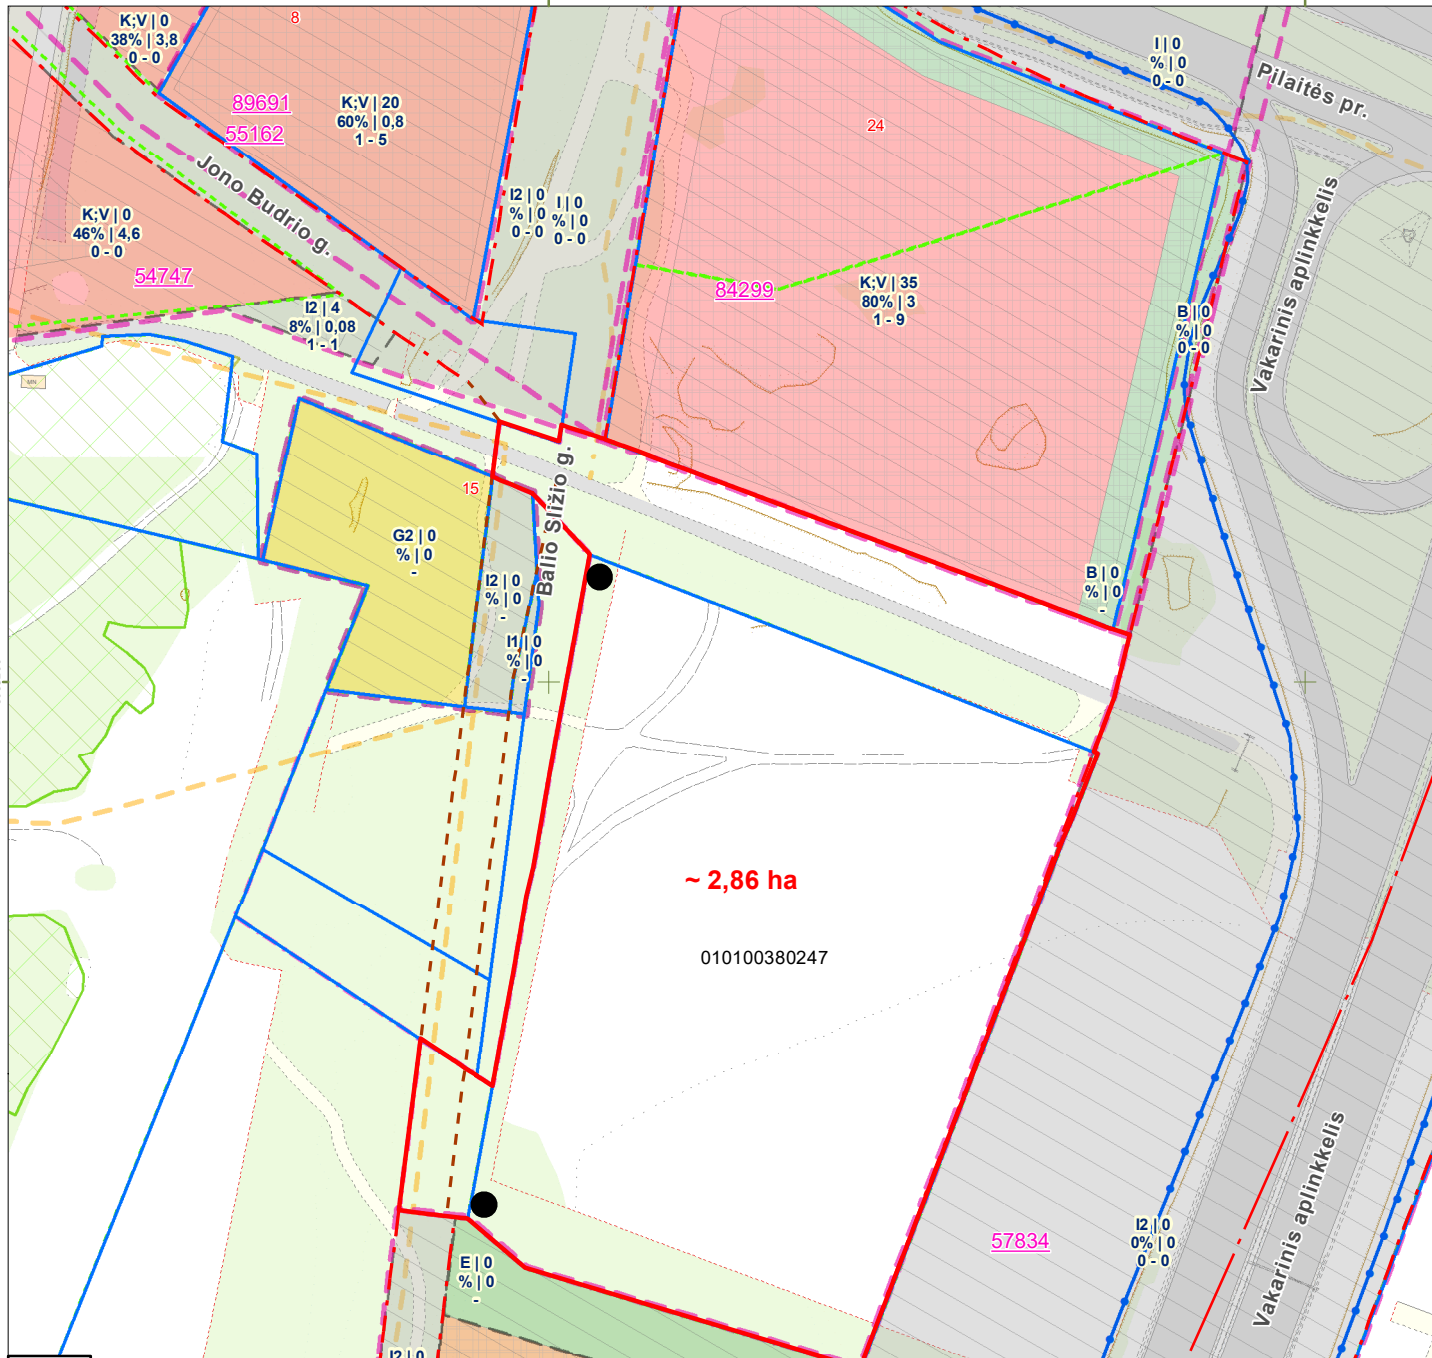 K;V | 0
38% | 3,8
0 - 0
8
89691
55162
K;V | 20
60% | 0,8
1 - 5
24
I | 0
% | 0
0 - 0
Pilaitės pr.
Jono Budrio g.
I2 | 0
% | 0
0 - 0
I | 0
% | 0
0 - 0
K;V | 0
46% | 4,6
0 - 0
54747
84299
K;V | 35
80% | 3
1 - 9
Vakarinis aplinkkelis
B | 0
% | 0
0 - 0
I2 | 4
8% | 0,08
1 - 1
MN
15
Balio Sližio g.
G2 | 0
% | 0
-
I2 | 0
% | 0
-
B | 0
% | 0
-
I1 | 0
% | 0
-
~ 2,86 ha
010100380247
57834
I2 | 0
0% | 0
0 - 0
Vakarinis aplinkkelis
E | 0
% | 0
-
I2 | 0